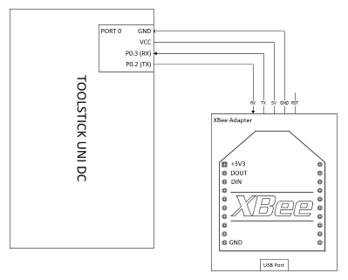 PORT 0
GND
VCC
P0.3 (RX)
P0.2 (TX)
TOOLSTICK UNI DC
RX TX 5V GND RST
XBee Adapter
+3V3
DOUT
DIN
XBee
GND
USB Port